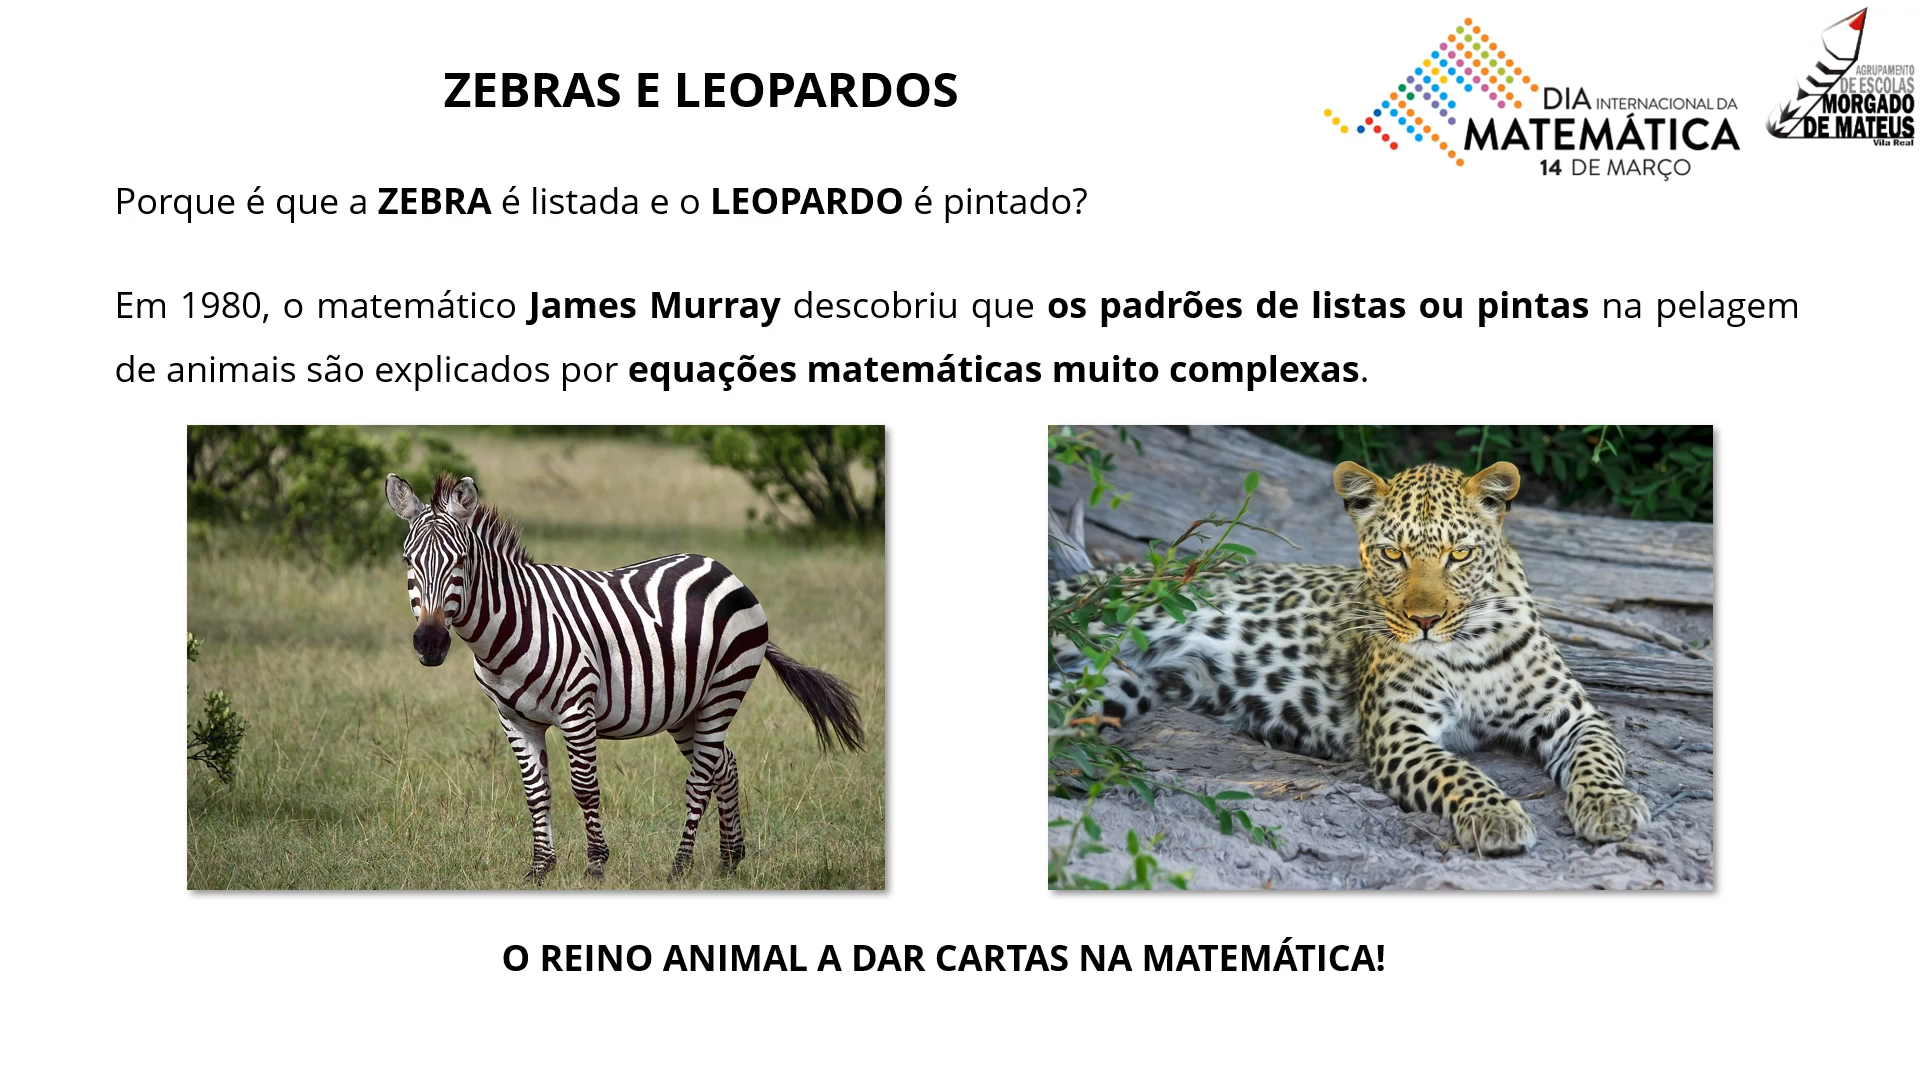 ZEBRAS E LEOPARDOS
DIA INTERNACIONAL DA
MATEMÁTICA
14 DE MARÇO
AGRUPAMENTO
DE ESCOLAS
MORGADO
DE MATEUS
Vila Real
Porque é que a ZEBRA é listada e o LEOPARDO é pintado?
Em 1980, o matemático James Murray descobriu que os padrões de listas ou pintas na pelagem
de animais são explicados por equações matemáticas muito complexas.
O REINO ANIMAL A DAR CARTAS NA MATEMÁTICA!